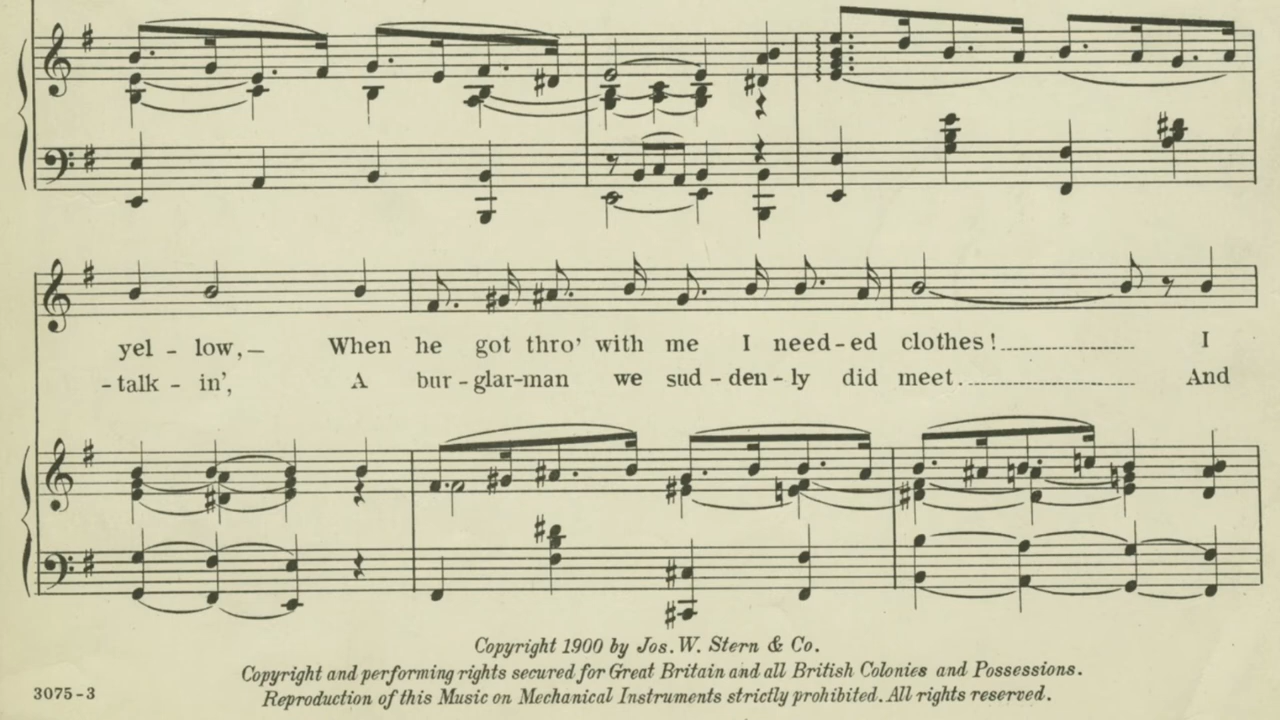 yel - low, — When he got thro' with me I need-ed clothes! I
-talk - in', A bur - glar-man we sud - den - ly did meet. And
Copyright 1900 by Jos. W. Stern & Co.
Copyright and performing rights secured for Great Britain and all British Colonies and Possessions.
3075-3
Reproduction of this Music on Mechanical Instruments strictly prohibited. All rights reserved.